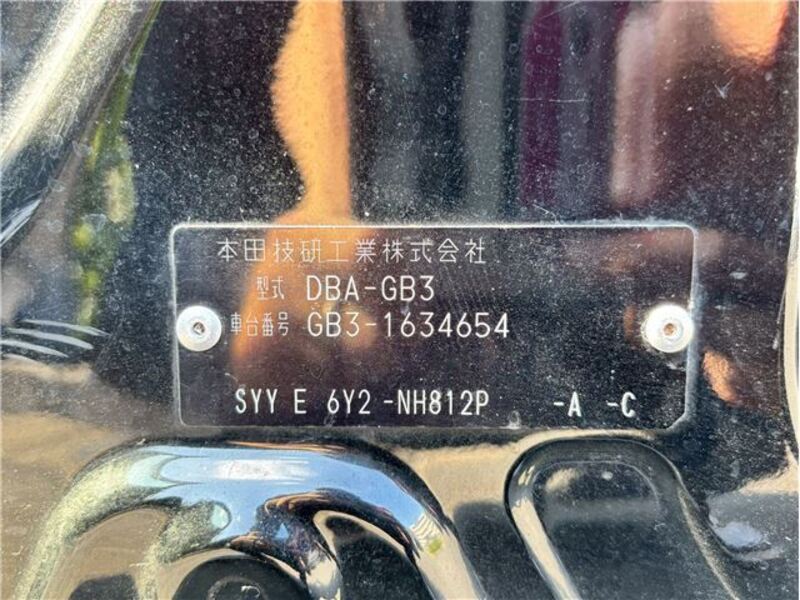 本田技研工業株式会社
型式 DBA-GB3
車台番号 GB3-1634654
SYY E 6Y2 -NH812P -A -C